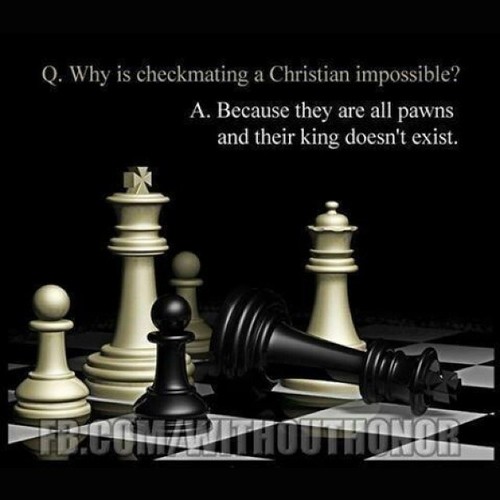 Q. Why is checkmating a Christian impossible?
A. Because they are all pawns
and their king doesn't exist.
FB.COM/WITHOUTHONOR